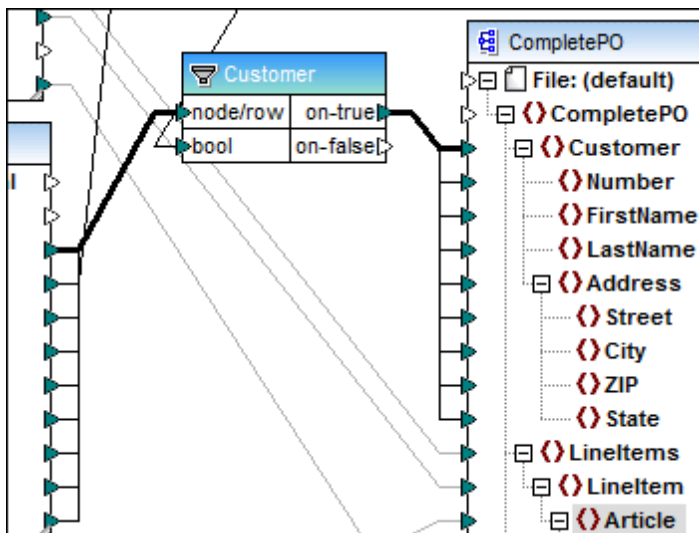 Customer
node/row on-true
bool on-false
l
CompletePO
File: (default)
CompletePO
Customer
Number
FirstName
LastName
Address
Street
City
ZIP
State
LineItems
LineItem
Article